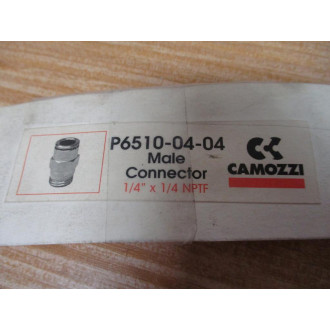 P6510-04-04
Male
Connector
1/4" x 1/4 NPTF
CAMOZZI